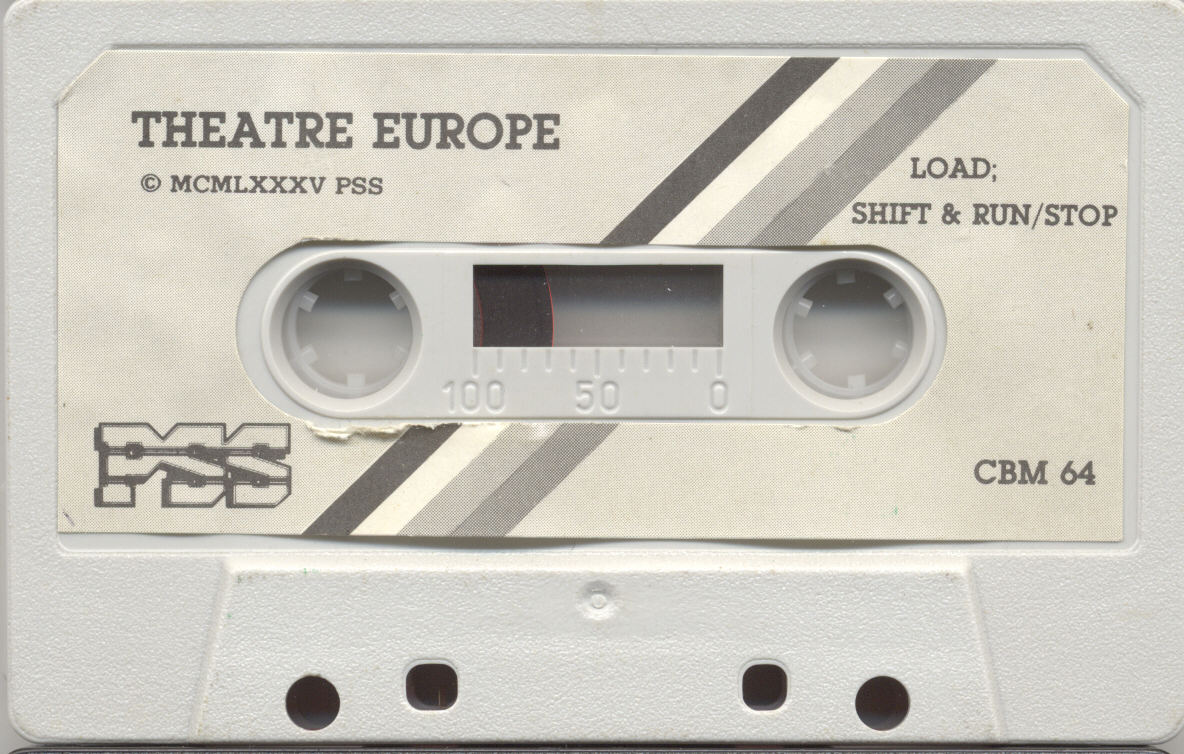 THEATRE EUROPE
© MCMLXXXV PSS
LOAD;
SHIFT & RUN/STOP
100 50 0
PSS
CBM 64